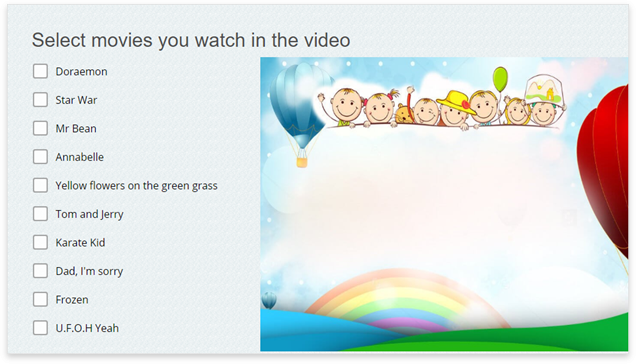 Select movies you watch in the video
Doraemon
Star War
Mr Bean
Annabelle
Yellow flowers on the green grass
Tom and Jerry
Karate Kid
Dad, I'm sorry
Frozen
U.F.O.H Yeah